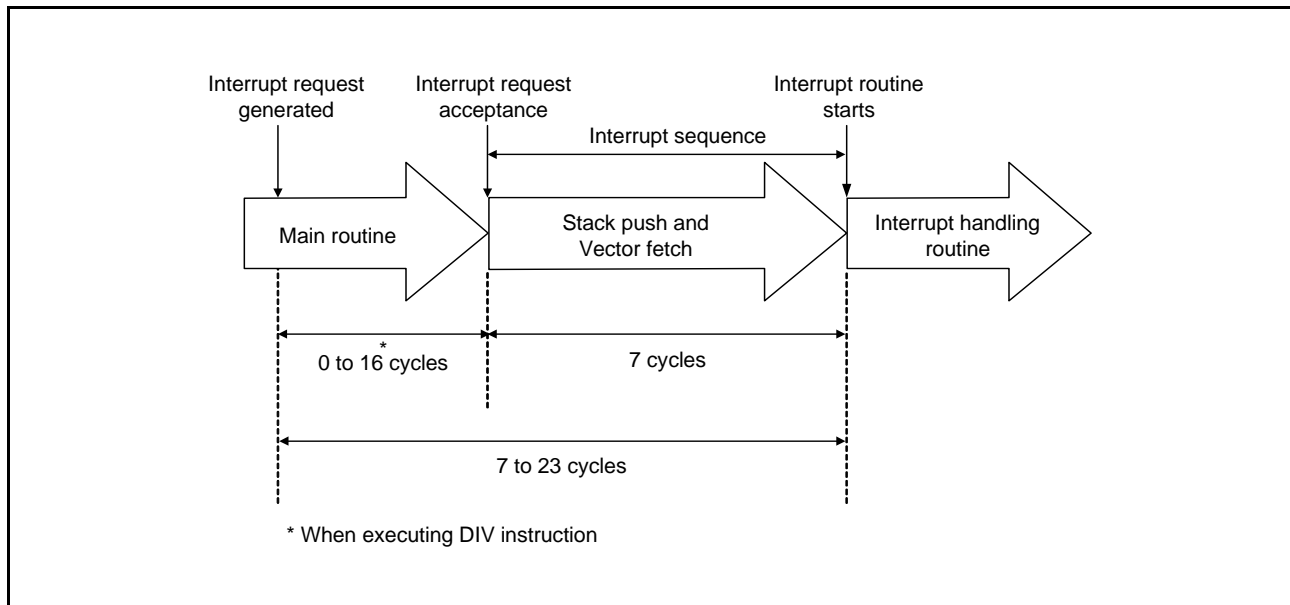 Interrupt request
generated
Interrupt request
acceptance
Interrupt routine
starts
Interrupt sequence
Main routine
Stack push and
Vector fetch
Interrupt handling
routine
*
0 to 16 cycles
7 cycles
7 to 23 cycles
* When executing DIV instruction